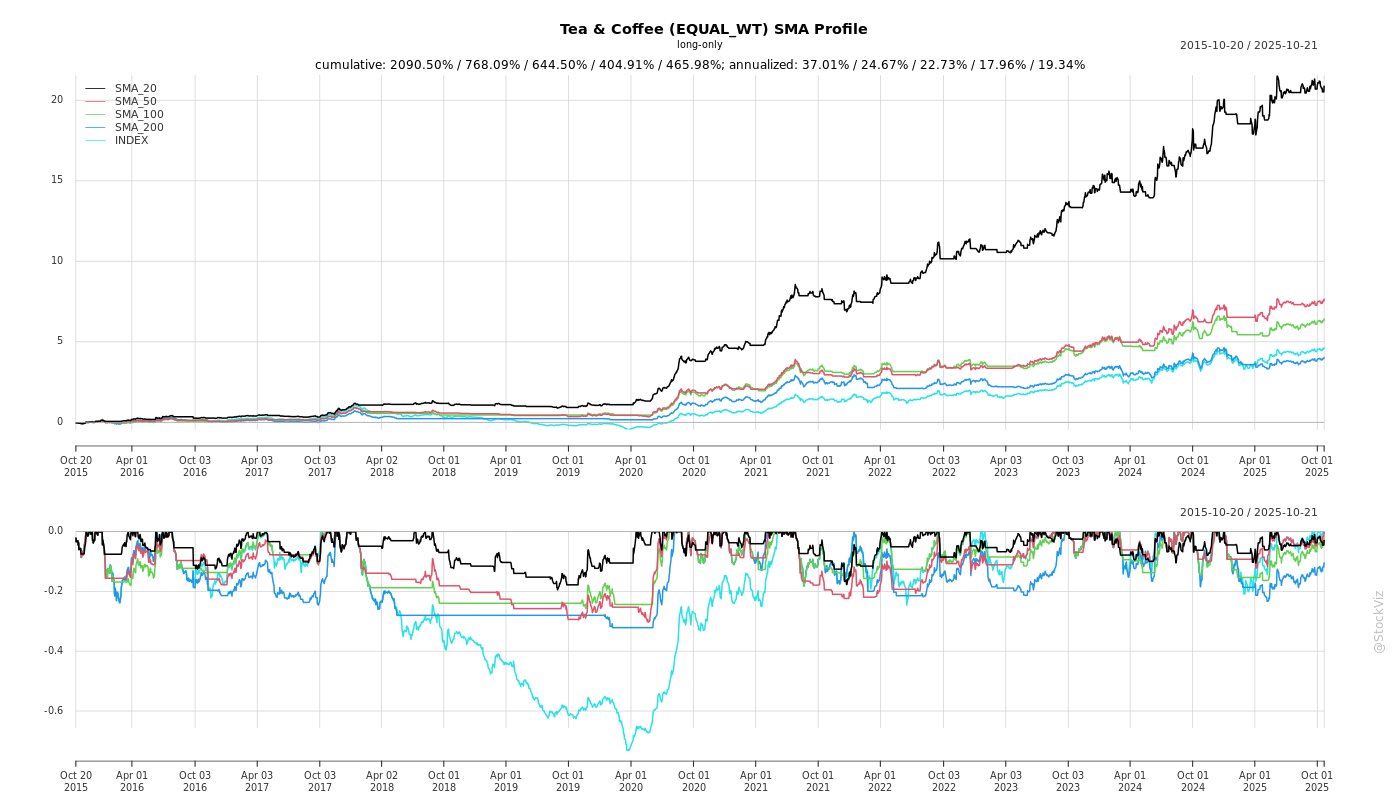 Tea & Coffee (EQUAL_WT) SMA Profile
long-only
2015-10-20 / 2025-10-21
cumulative: 2090.50% / 768.09% / 644.50% / 404.91% / 465.98%; annualized: 37.01% / 24.67% / 22.73% / 17.96% / 19.34%
SMA_20
SMA_50
SMA_100
SMA_200
INDEX
20
15
10
5
0
Oct 20 Apr 01 Oct 03 Apr 03 Oct 03 Apr 02 Oct 01 Apr 01 Oct 01 Apr 01 Oct 01 Apr 01 Oct 01 Apr 01 Oct 03 Apr 03 Oct 03 Apr 01 Oct 01 Apr 01 Oct 01
2015 2016 2016 2017 2017 2018 2018 2019 2019 2020 2020 2021 2021 2022 2022 2023 2023 2024 2024 2025 2025
2015-10-20 / 2025-10-21
0.0
-0.2
-0.4
-0.6
Oct 20 Apr 01 Oct 03 Apr 03 Oct 03 Apr 02 Oct 01 Apr 01 Oct 01 Apr 01 Oct 01 Apr 01 Oct 01 Apr 01 Oct 03 Apr 03 Oct 03 Apr 01 Oct 01 Apr 01 Oct 01
2015 2016 2016 2017 2017 2018 2018 2019 2019 2020 2020 2021 2021 2022 2022 2023 2023 2024 2024 2025 2025
@StockViz